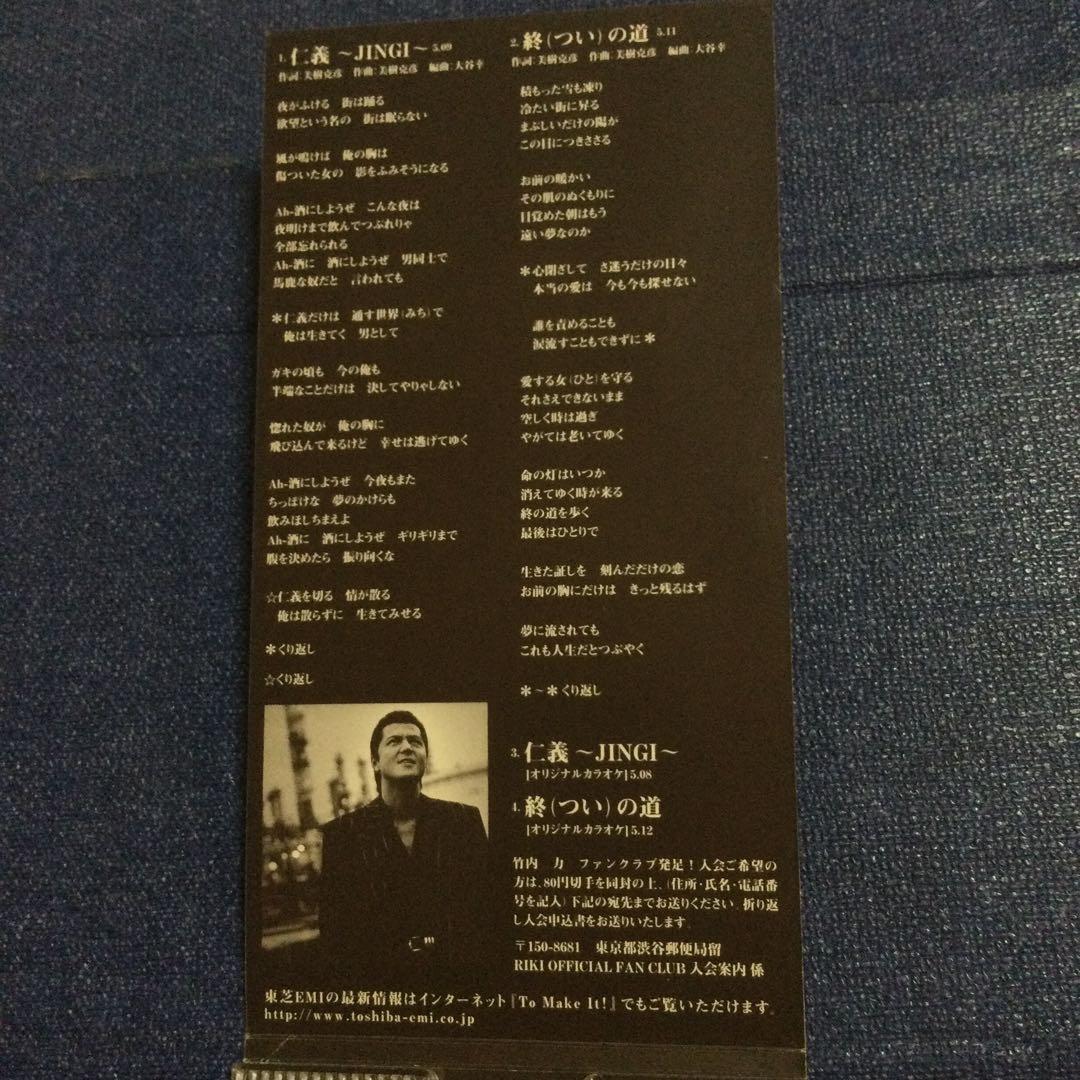 1. 仁義 ～JINGI～ 5.09
作詞:美樹克彦 作曲:美樹克彦 編曲:大谷幸
夜がふける 街は踊る
欲望という名の 街は眠らない
風が鳴けば 俺の胸は
傷ついた女の 影をふみそうになる
Ah-酒にしようぜ こんな夜は
夜明けまで飲んでつぶれりゃ
全部忘れられる
Ah-酒に 酒にしようぜ 男同士で
馬鹿な奴だと 言われても
＊仁義だけは 通す世界(みち)で
俺は生きてく 男として
ガキの頃も 今の俺も
半端なことだけは 決してやりゃしない
惚れた奴が 俺の胸に
飛び込んで来るけど 幸せは逃げてゆく
Ah-酒にしようぜ 今夜もまた
ちっぽけな 夢のかけらも
飲みほしちまえよ
Ah-酒に 酒にしようぜ ギリギリまで
腹を決めたら 振り向くな
☆仁義を切る 情が散る
俺は散らずに 生きてみせる
＊くり返し
☆くり返し
2. 終(つい)の道 5.11
作詞:美樹克彦 作曲:美樹克彦 編曲:大谷幸
積もった雪も凍り
冷たい街に昇る
まぶしいだけの陽が
この目につきささる
お前の暖かい
その肌のぬくもりに
目覚めた朝はもう
遠い夢なのか
＊心閉ざして さ迷うだけの日々
本当の愛は 今も今も探せない
誰を責めることも
涙流すこともできずに＊
愛する女(ひと)を守る
それさえできないまま
空しく時は過ぎ
やがては老いてゆく
命の灯はいつか
消えてゆく時が来る
終の道を歩く
最後はひとりで
生きた証しを 刻んだだけの恋
お前の胸にだけは きっと残るはず
夢に流されても
これも人生だとつぶやく
＊～＊くり返し
3. 仁義 ～JINGI～
[オリジナルカラオケ]5.08
4. 終(つい)の道
[オリジナルカラオケ]5.12
竹内 力 ファンクラブ発足！入会ご希望の
方は、80円切手を同封の上、(住所・氏名・電話番
号を記入)下記の宛先までお送りください。折り返
し入会申込書をお送りいたします。
〒150-8681 東京都渋谷郵便局留
RIKI OFFICIAL FAN CLUB 入会案内 係
東芝EMIの最新情報はインターネット『To Make It!』でもご覧いただけます。
http://www.toshiba-emi.co.jp